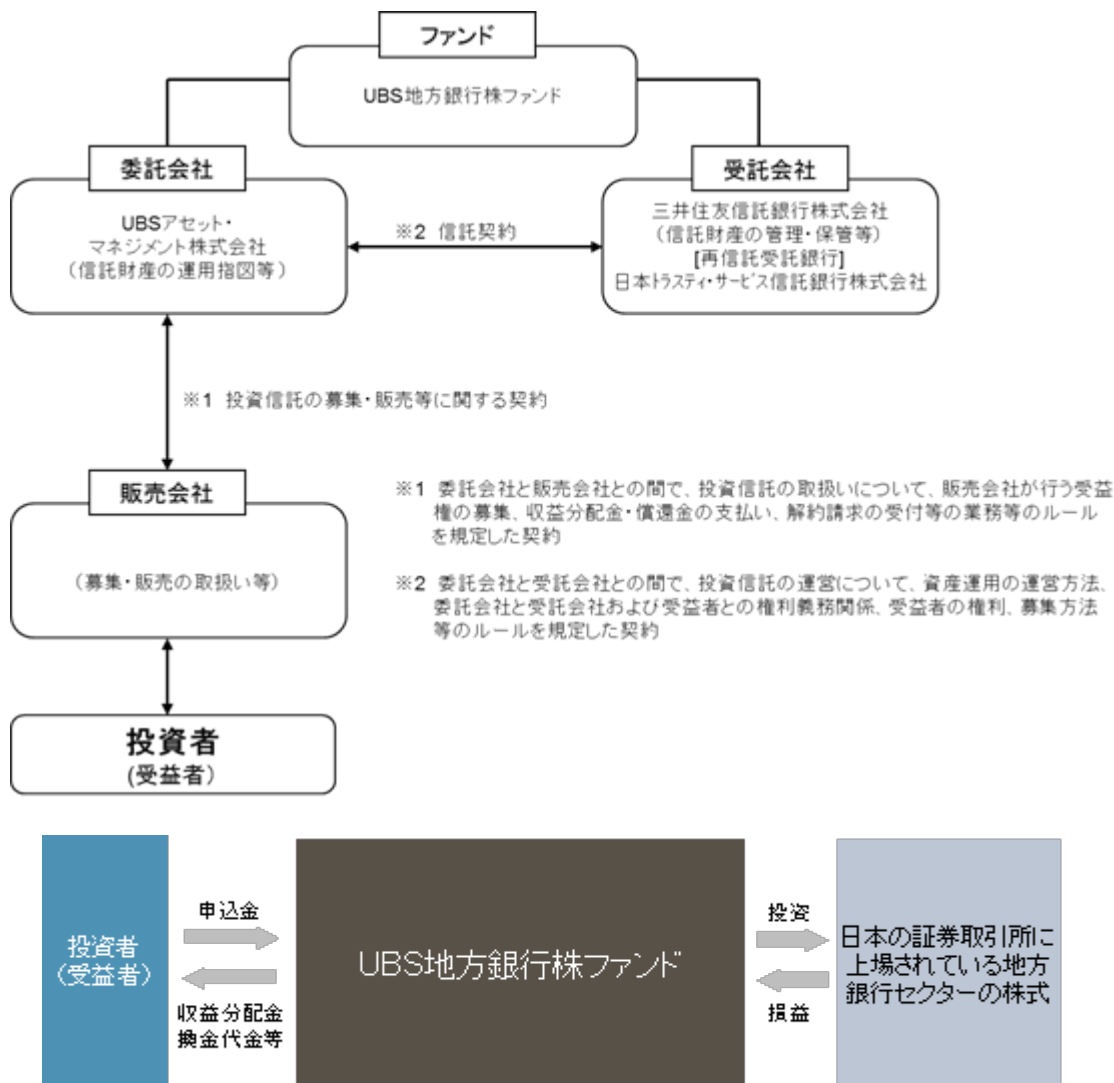 ファンド
UBS地方銀行株ファンド
委託会社
UBSアセット・
マネジメント株式会社
（信託財産の運用指図等）
※2 信託契約
受託会社
三井住友信託銀行株式会社
（信託財産の管理・保管等）
[再信託受託銀行]
日本トラスティ・サービス信託銀行株式会社
※1 投資信託の募集・販売等に関する契約
販売会社
（募集・販売の取扱い等）
※1 委託会社と販売会社との間で、投資信託の取扱いについて、販売会社が行う受益
権の募集、収益分配金・償還金の支払い、解約請求の受付等の業務等のルール
を規定した契約
※2 委託会社と受託会社との間で、投資信託の運営について、資産運用の運営方法、
委託会社と受託会社および受益者との権利義務関係、受益者の権利、募集方法
等のルールを規定した契約
投資者
(受益者)
投資者
(受益者)
申込金
収益分配金
換金代金等
UBS地方銀行株ファンド
投資
損益
日本の証券取引所に
上場されている地方
銀行セクターの株式